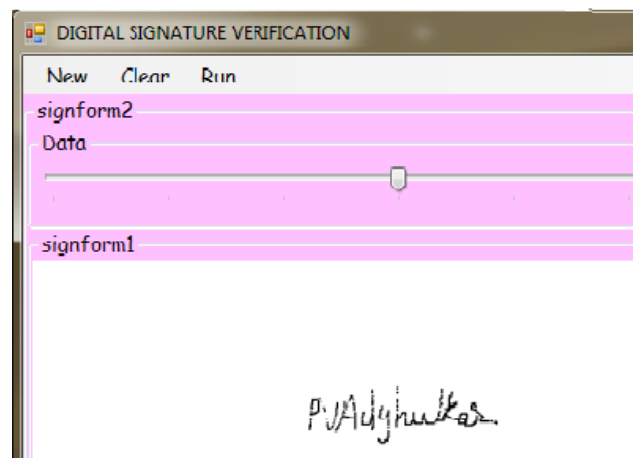 DIGITAL SIGNATURE VERIFICATION
New Clear Run
signform2
Data
signform1